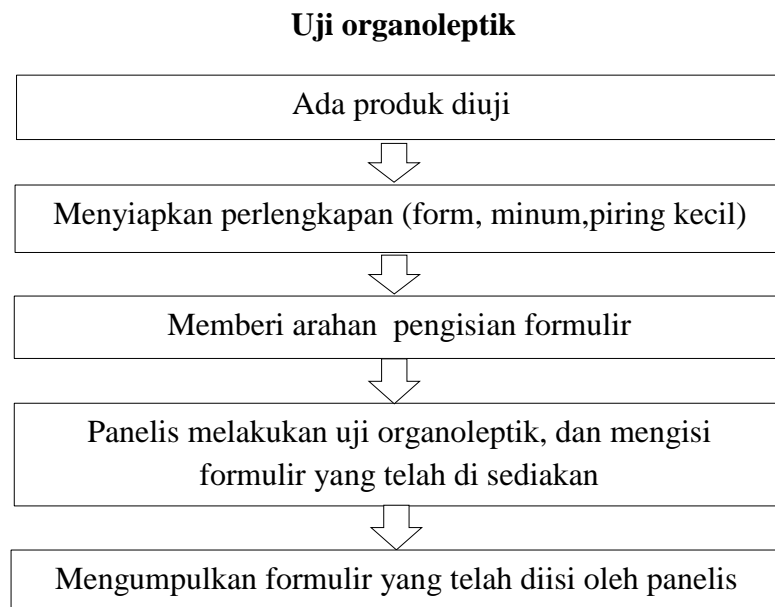 Uji organoleptik
Ada produk diuji
Menyiapkan perlengkapan (form, minum,piring kecil)
Memberi arahan  pengisian formulir
Panelis melakukan uji organoleptik, dan mengisi
formulir yang telah di sediakan
Mengumpulkan formulir yang telah diisi oleh panelis